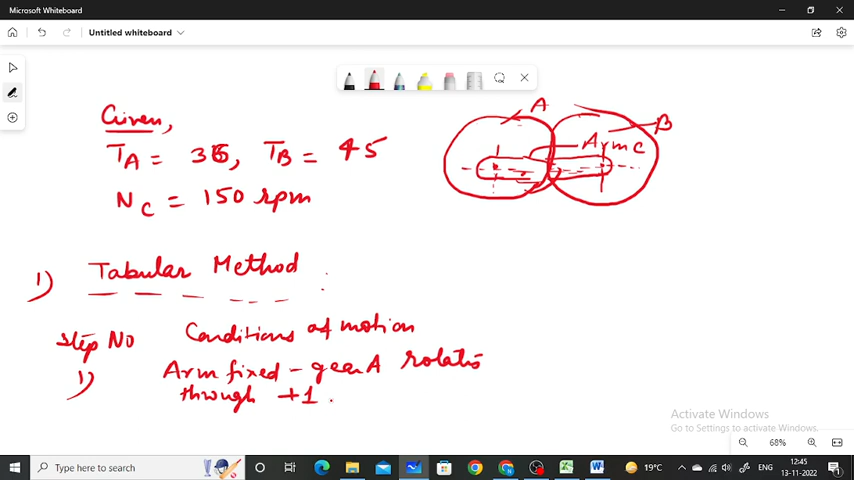 Microsoft Whiteboard
Untitled whiteboard
Given,
TA = 36, TB = 45
NC = 150 rpm
A
B
Arm C
1) Tabular Method
Step No Conditions of motion
1) Arm fixed - gear A rotates
through +1.
Activate Windows
Go to Settings to activate Windows.
68%
Type here to search
19°C
ENG
12:45
13-11-2022